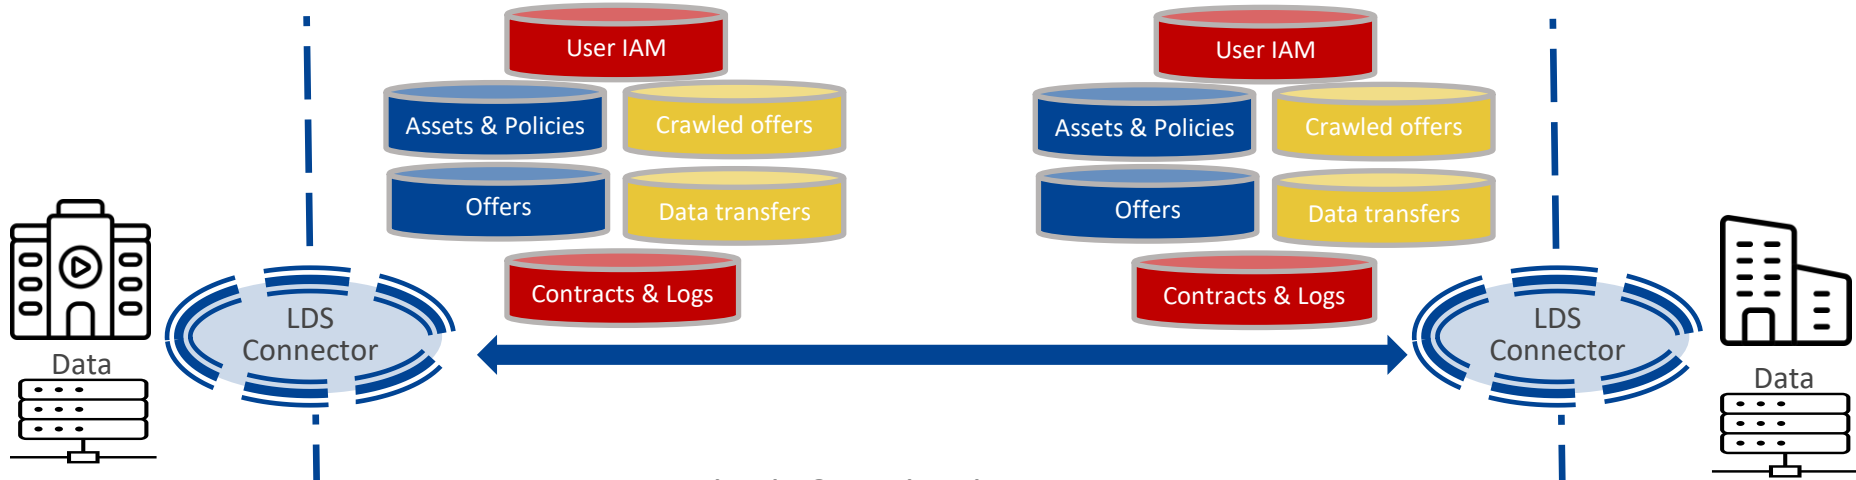 User IAM
Assets & Policies
Crawled offers
Offers
Data transfers
Contracts & Logs
LDS
Connector
Data
User IAM
Assets & Policies
Crawled offers
Offers
Data transfers
Contracts & Logs
LDS
Connector
Data